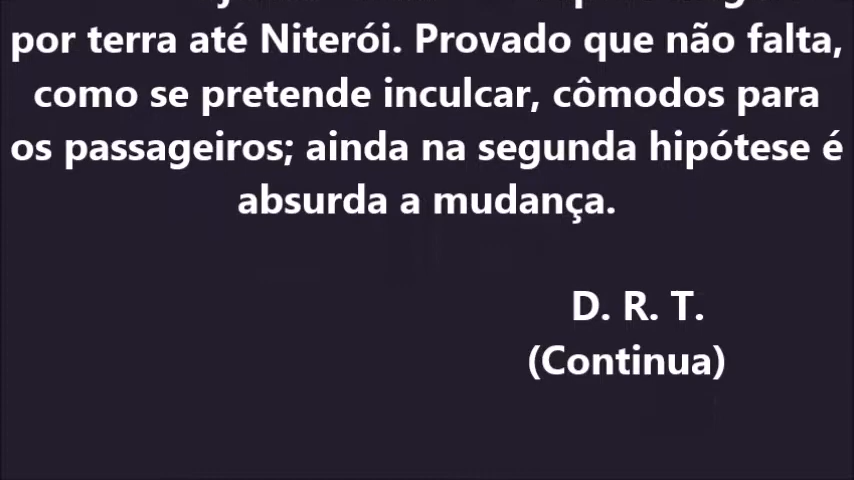 por terra até Niterói. Provado que não falta,
como se pretende inculcar, cômodos para
os passageiros; ainda na segunda hipótese é
absurda a mudança.
D. R. T.
(Continua)